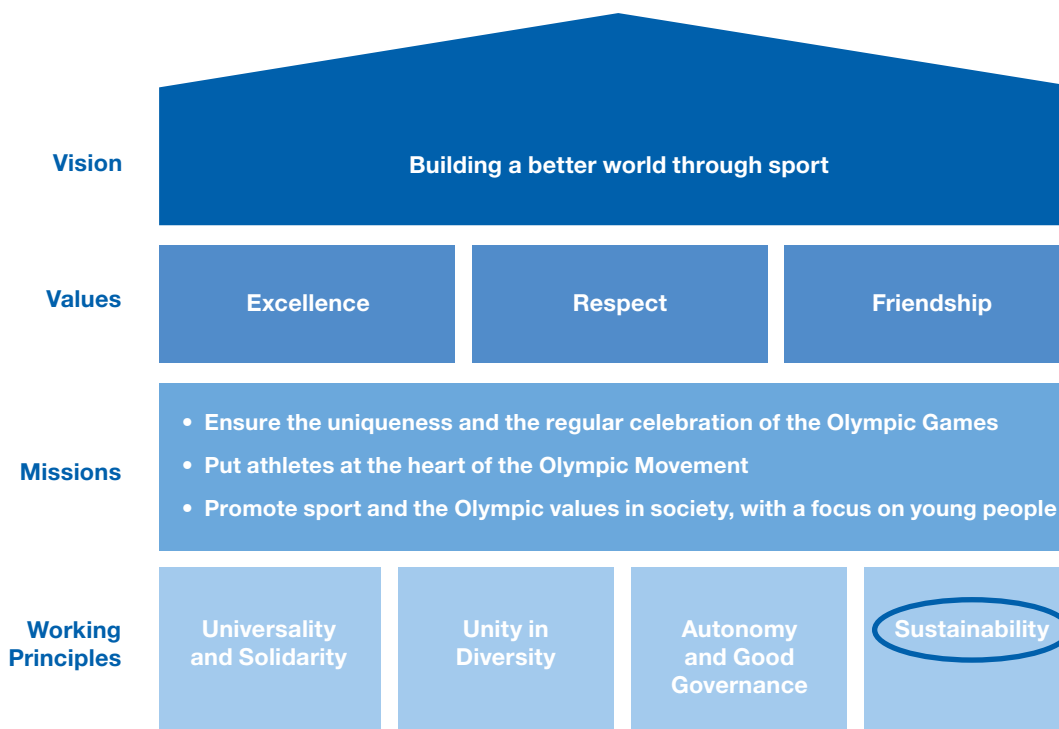 Vision
Building a better world through sport
Values
Excellence
Respect
Friendship
Missions
• Ensure the uniqueness and the regular celebration of the Olympic Games
• Put athletes at the heart of the Olympic Movement
• Promote sport and the Olympic values in society, with a focus on young people
Working
Principles
Universality
and Solidarity
Unity in
Diversity
Autonomy
and Good
Governance
Sustainability